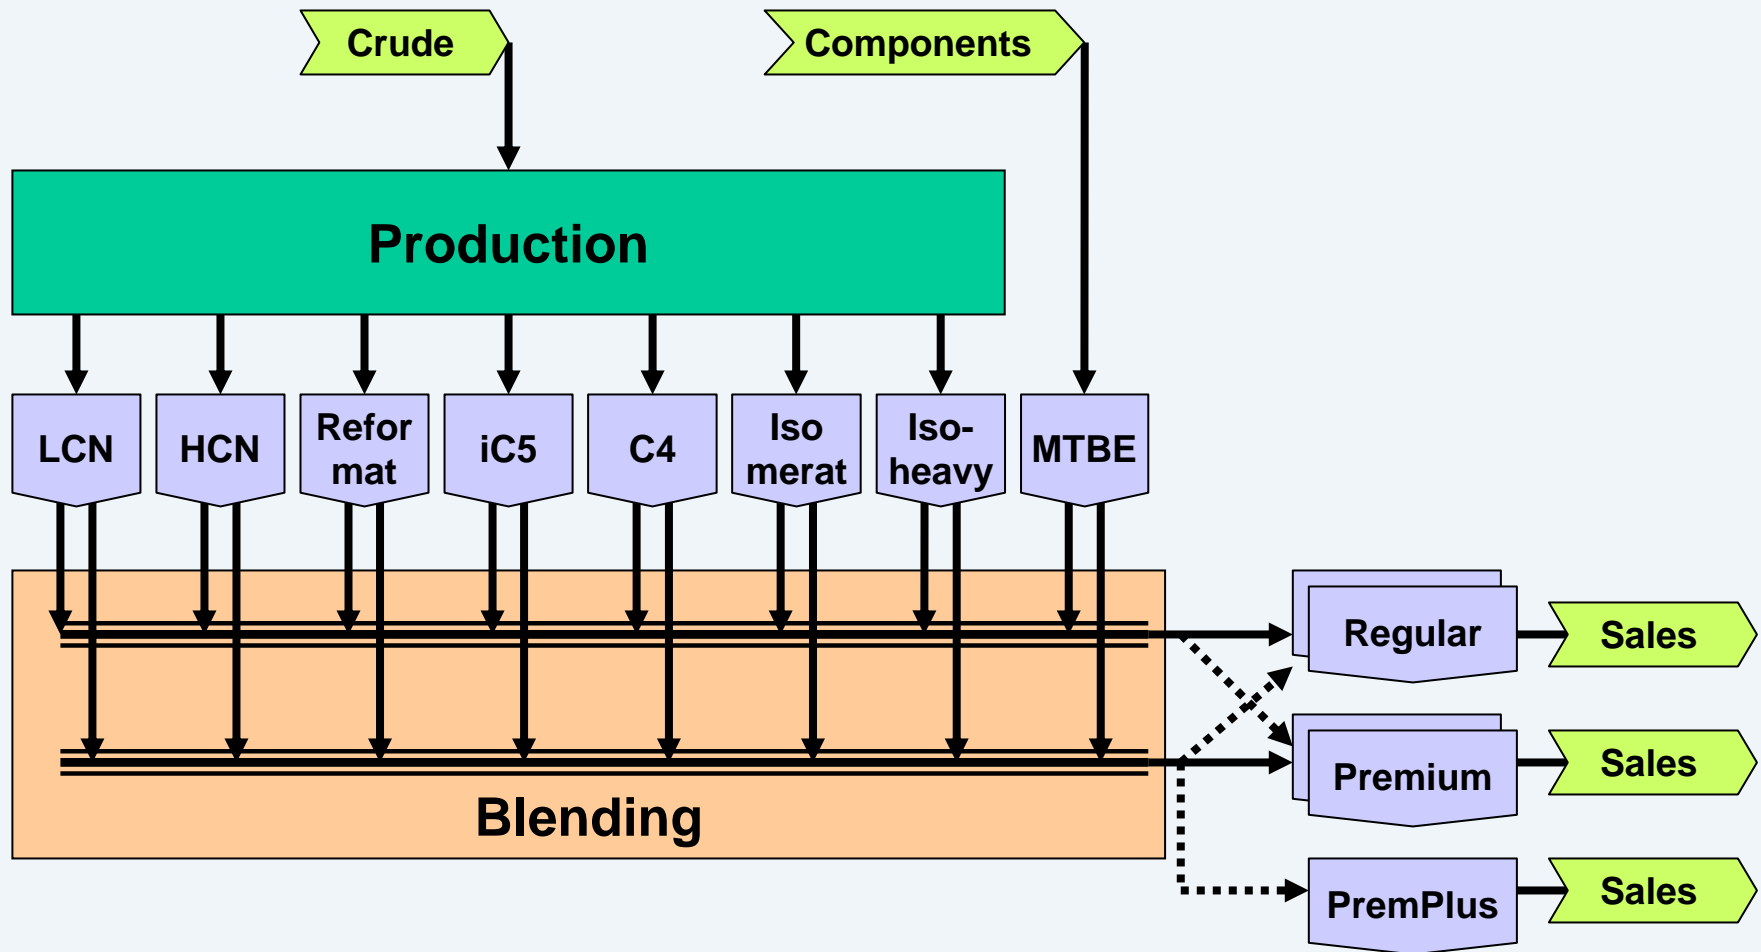 Crude
Components
Production
LCN
HCN
Refor
mat
iC5
C4
Iso
merat
Iso-
heavy
MTBE
Regular
Sales
Premium
Sales
Blending
PremPlus
Sales